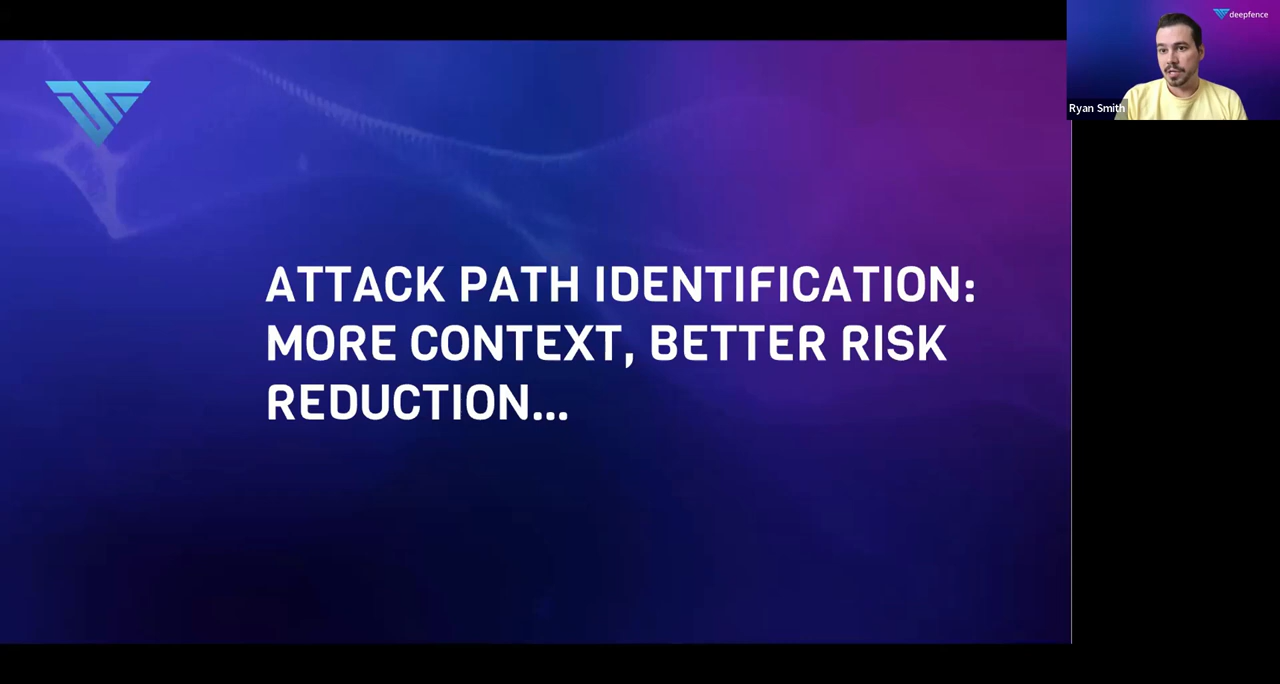 ATTACK PATH IDENTIFICATION:
MORE CONTEXT, BETTER RISK
REDUCTION...
deepfence
Ryan Smith